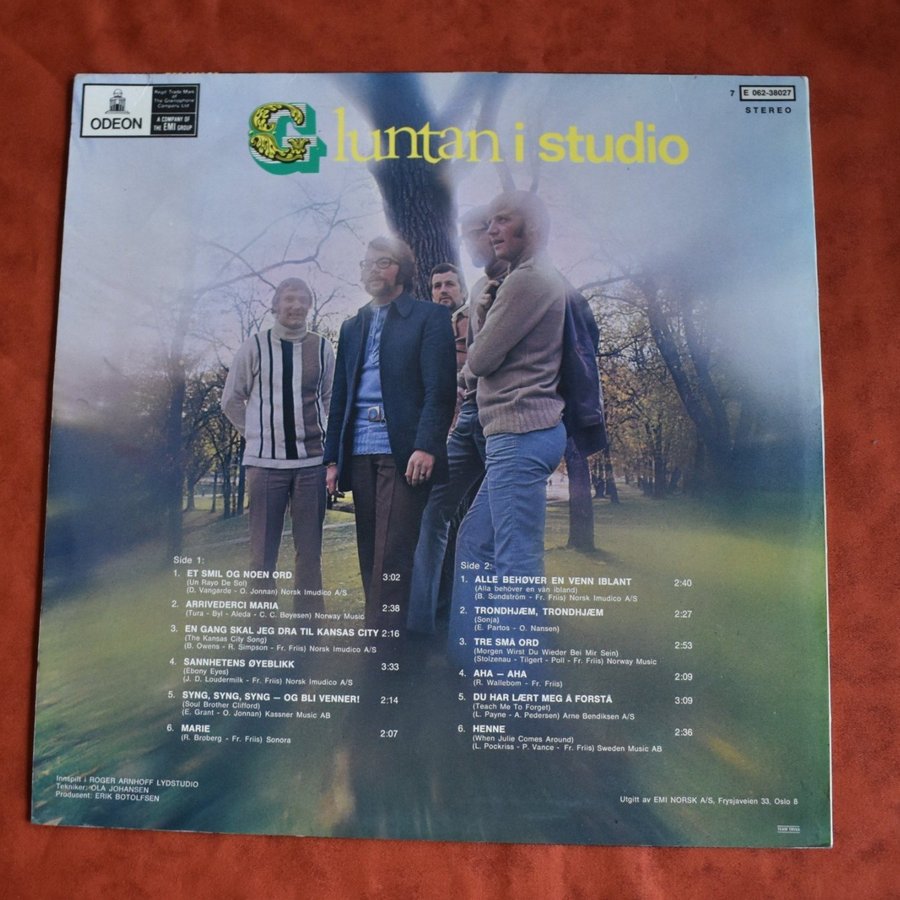 ODEON
Regd Trade Mark
of
The Gramophone
Company Ltd
A COMPANY OF
THE EMI GROUP
7 E 062-38027
STEREO
Gluntan i studio
Side 1:
1. ET SMIL OG NOEN ORD 3:02
(Un Rayo De Sol)
(D. Vangarde - O. Jonnan) Norsk Imudico A/S
2. ARRIVEDERCI MARIA 2:38
(Tura - Byl - Aleda - C. C. Bøyesen) Norway Music
3. EN GANG SKAL JEG DRA TIL KANSAS CITY 2:16
(The Kansas City Song)
(B. Owens - R. Simpson - Fr. Friis) Norsk Imudico A/S
4. SANNHETENS ØYEBLIKK 3:33
(Ebony Eyes)
(J. D. Loudermilk - Fr. Friis) Norsk Imudico A/S
5. SYNG, SYNG, SYNG – OG BLI VENNER! 2:14
(Soul Brother Clifford)
(E. Grant - O. Jonnan) Kassner Music AB
6. MARIE 2:07
(R. Broberg - Fr. Friis) Sonora
Side 2:
1. ALLE BEHØVER EN VENN IBLANT 2:40
(Alla behöver en vän ibland)
(B. Sundström - Fr. Friis) Norsk Imudico A/S
2. TRONDHJÆM, TRONDHJÆM 2:27
(Sonja)
(E. Partos - O. Nansen)
3. TRE SMÅ ORD 2:53
(Morgen Wirst Du Wieder Bei Mir Sein)
(Stolzenau - Tilgert - Poll - Fr. Friis) Norway Music
4. AHA – AHA 2:09
(R. Wallebom - Fr. Friis)
5. DU HAR LÆRT MEG Å FORSTÅ 3:09
(Teach Me To Forget)
(L. Payne - A. Pedersen) Arne Bendiksen A/S
6. HENNE 2:36
(When Julie Comes Around)
(L. Pockriss - P. Vance - Fr. Friis) Sweden Music AB
Innspilt i ROGER ARNHOFF LYDSTUDIO
Tekniker: OLA JOHANSEN
Produsent: ERIK BOTOLFSEN
Utgitt av EMI NORSK A/S, Frysjaveien 33, Oslo 8